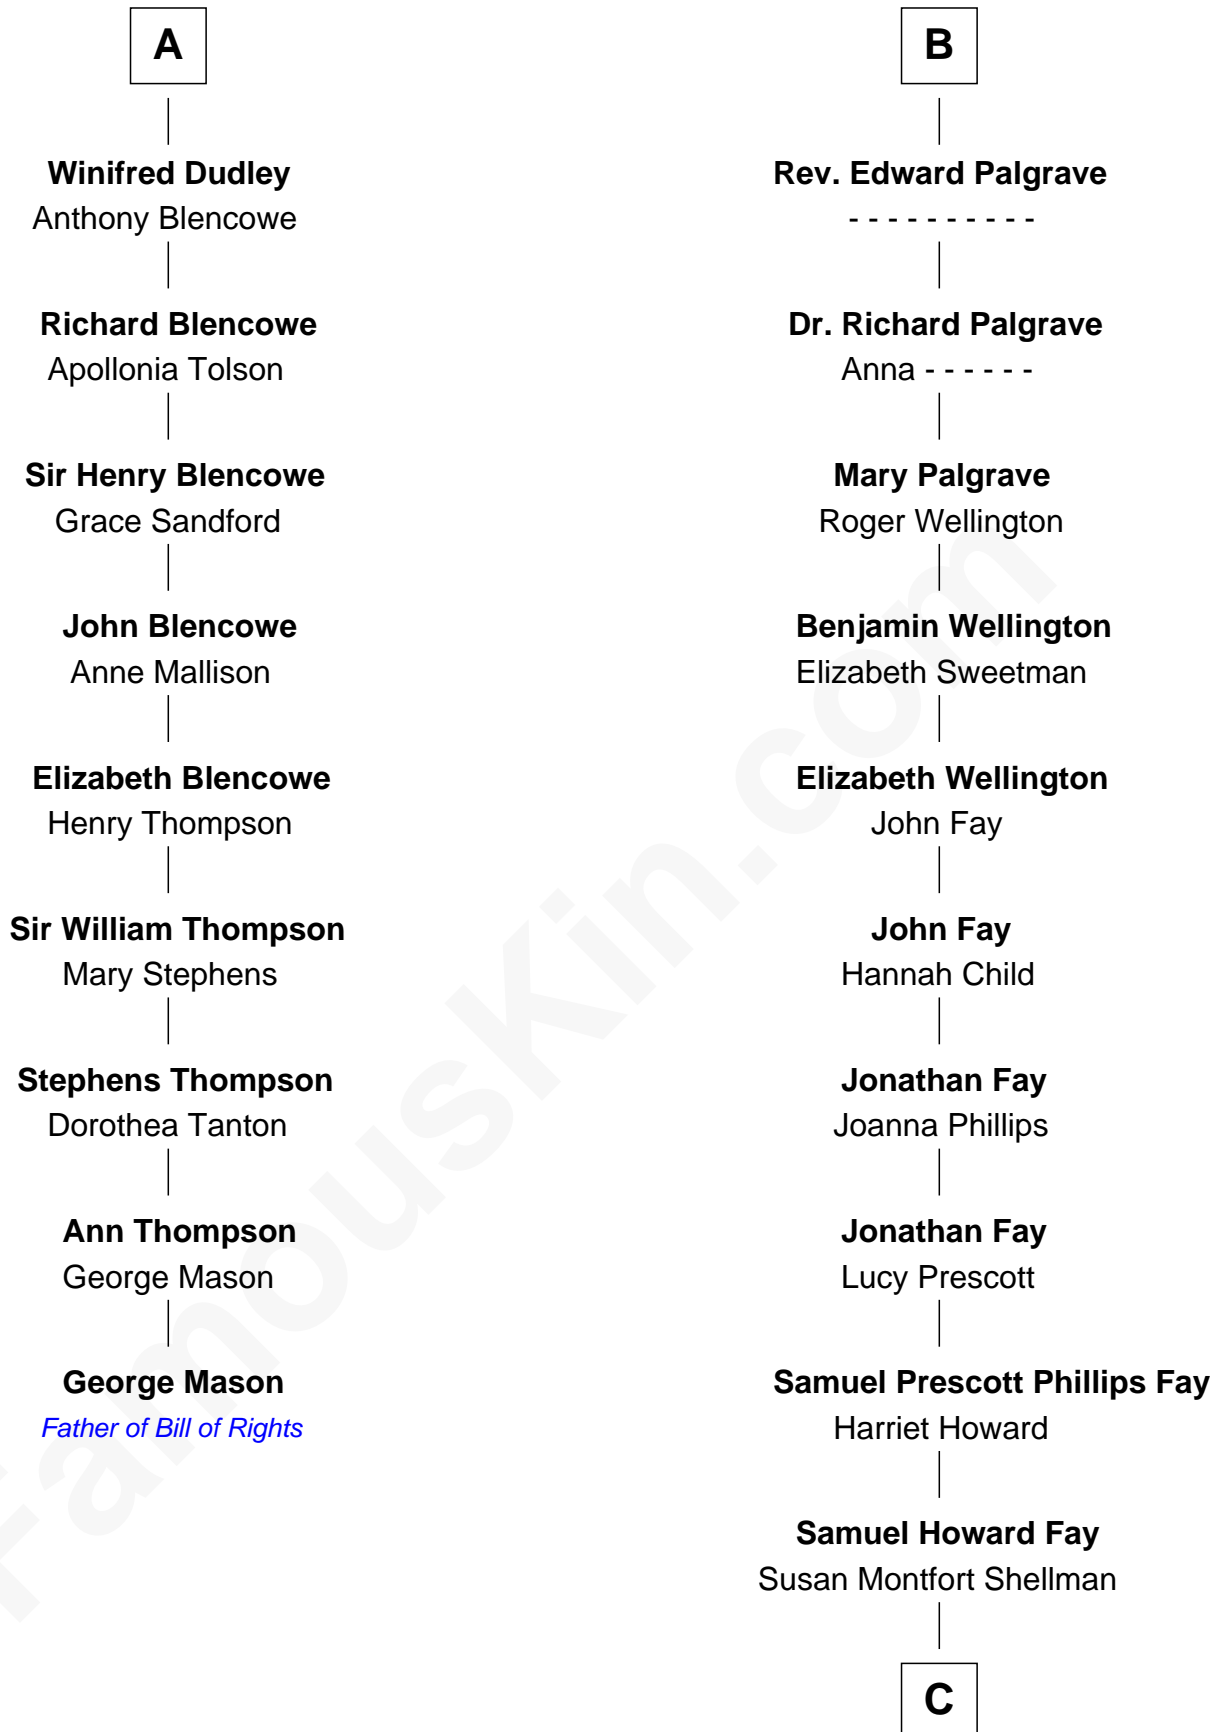 A
Winifred Dudley
Anthony Blencowe
Richard Blencowe
Apollonia Tolson
Sir Henry Blencowe
Grace Sandford
John Blencowe
Anne Mallison
Elizabeth Blencowe
Henry Thompson
Sir William Thompson
Mary Stephens
Stephens Thompson
Dorothea Tanton
Ann Thompson
George Mason
George Mason
Father of Bill of Rights
B
Rev. Edward Palgrave
- - - - - - - - - -
Dr. Richard Palgrave
Anna - - - - - -
Mary Palgrave
Roger Wellington
Benjamin Wellington
Elizabeth Sweetman
Elizabeth Wellington
John Fay
John Fay
Hannah Child
Jonathan Fay
Joanna Phillips
Jonathan Fay
Lucy Prescott
Samuel Prescott Phillips Fay
Harriet Howard
Samuel Howard Fay
Susan Montfort Shellman
C
FamousKin.com